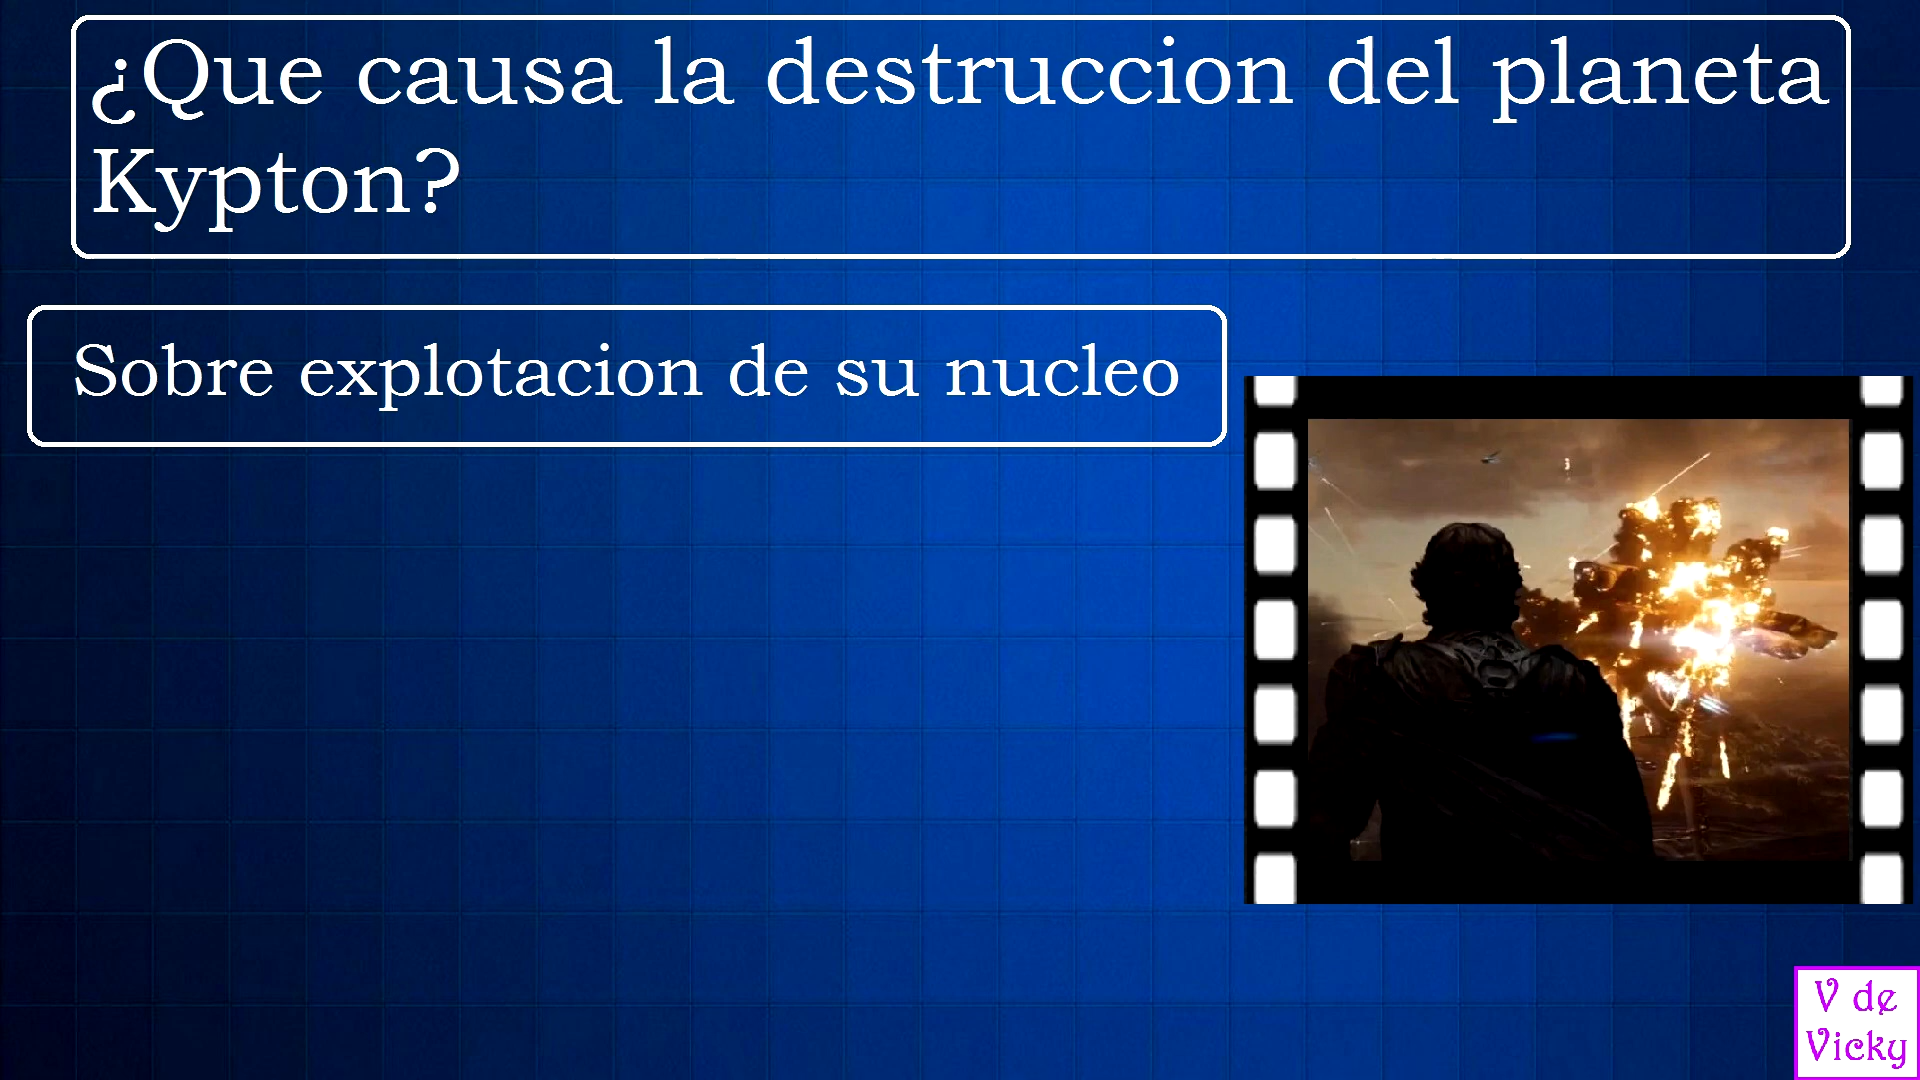 ¿Que causa la destruccion del planeta
Kypton?
Sobre explotacion de su nucleo
V de
Vicky